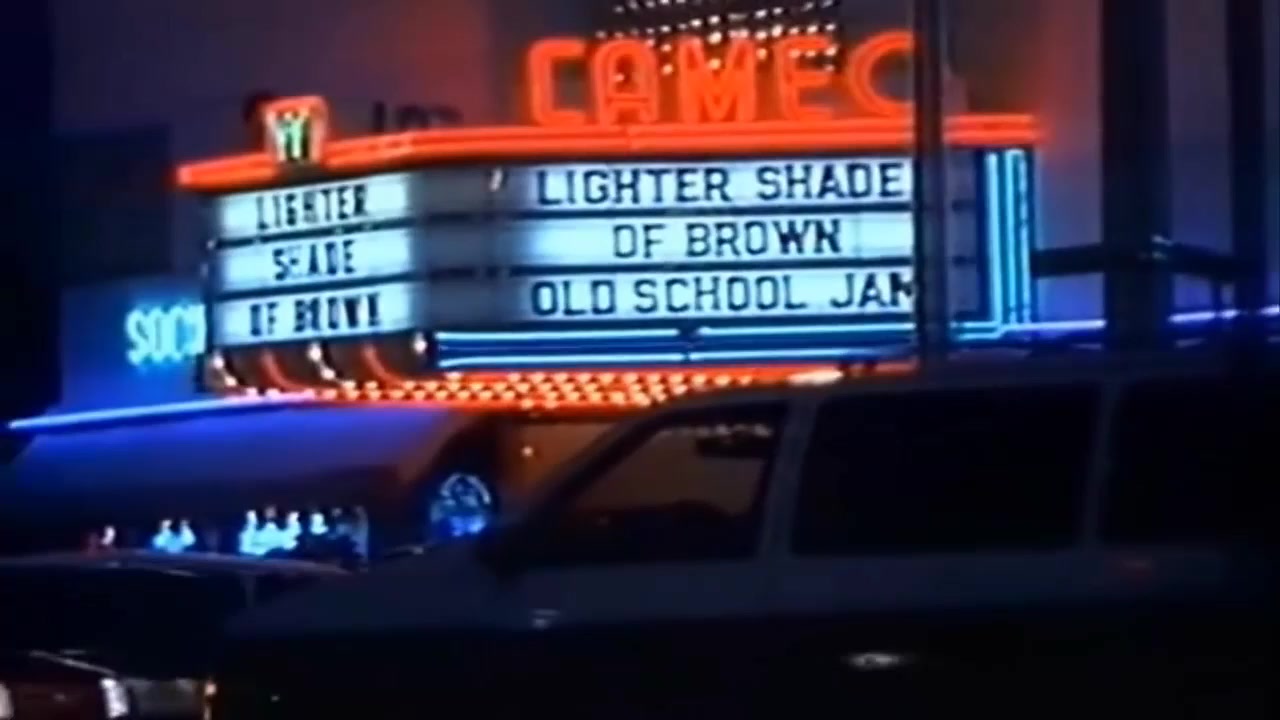 CAMEO
LIGHTER
SHADE
OF BROWN
LIGHTER SHADE
OF BROWN
OLD SCHOOL JAM